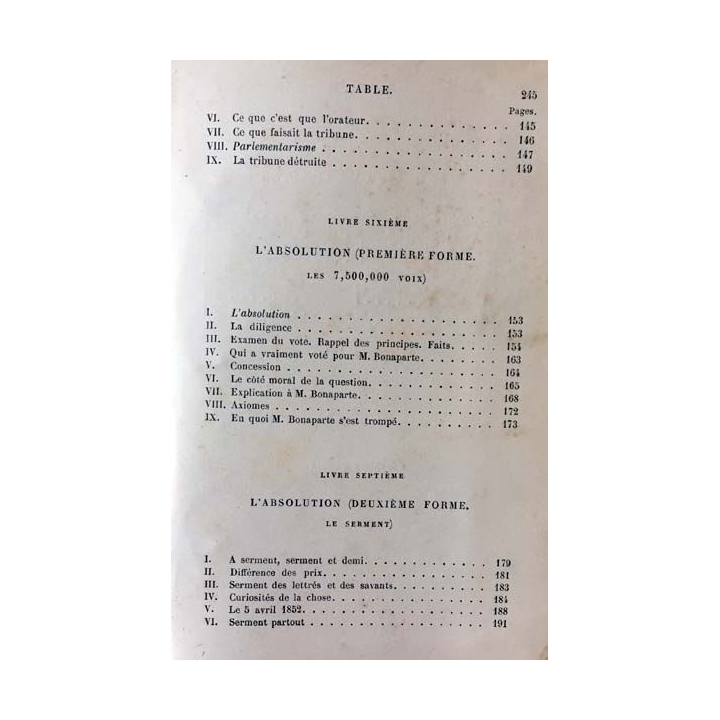 TABLE. 245
Pages.
VI. Ce que c'est que l'orateur. . . . . . . . . . . . . 145
VII. Ce que faisait la tribune. . . . . . . . . . . . . . 146
VIII. Parlementarisme . . . . . . . . . . . . . . . . 147
IX. La tribune détruite . . . . . . . . . . . . . . . . 149
LIVRE SIXIÈME
L'ABSOLUTION (PREMIÈRE FORME.
LES 7,500,000 VOIX)
I. L'absolution . . . . . . . . . . . . . . . . . . 153
II. La diligence . . . . . . . . . . . . . . . . . . 153
III. Examen du vote. Rappel des principes. Faits. . . . . . 154
IV. Qui a vraiment voté pour M. Bonaparte. . . . . . . . 163
V. Concession . . . . . . . . . . . . . . . . . . . 164
VI. Le côté moral de la question. . . . . . . . . . . . 165
VII. Explication à M. Bonaparte. . . . . . . . . . . . . 168
VIII. Axiomes . . . . . . . . . . . . . . . . . . . . 172
IX. En quoi M. Bonaparte s'est trompé. . . . . . . . . . 173
LIVRE SEPTIÈME
L'ABSOLUTION (DEUXIÈME FORME.
LE SERMENT)
I. A serment, serment et demi. . . . . . . . . . . . 179
II. Différence des prix. . . . . . . . . . . . . . . . 181
III. Serment des lettrés et des savants. . . . . . . . . . 183
IV. Curiosités de la chose. . . . . . . . . . . . . . . 184
V. Le 5 avril 1852. . . . . . . . . . . . . . . . . . 188
VI. Serment partout . . . . . . . . . . . . . . . . . 191